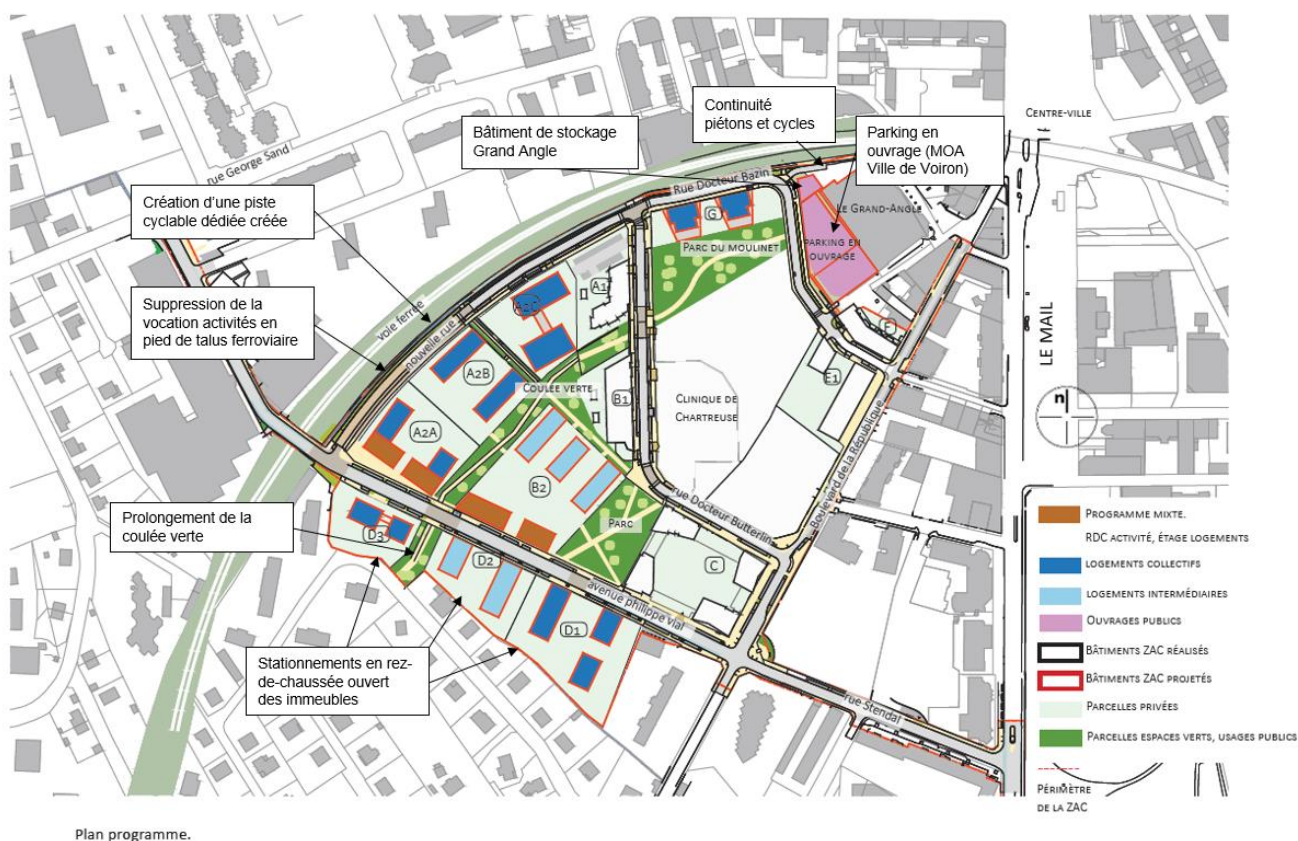 Continuité
piétons et cycles
CENTRE-VILLE
Bâtiment de stockage
Grand Angle
Parking en
ouvrage (MOA
Ville de Voiron)
rue George Sand
Rue Docteur Bazin
Création d'une piste
cyclable dédiée créée
G
LE GRAND-ANGLE
PARC DU MOULINET
PARKING EN
OUVRAGE
Suppression de la
vocation activités en
pied de talus ferroviaire
voie ferrée
nouvelle rue
A1
A2C
F
LE MAIL
A2B
COULÉE VERTE
B1
E1
CLINIQUE DE
CHARTREUSE
n
A2A
Boulevard de la République
B2
rue Docteur Butterlin
Prolongement de la
coulée verte
PARC
D3
D2
C
avenue philippe vial
D1
Stationnements en rez-
de-chaussée ouvert
des immeubles
rue Stendal
PROGRAMME MIXTE.
RDC ACTIVITÉ, ÉTAGE LOGEMENTS
LOGEMENTS COLLECTIFS
LOGEMENTS INTERMÉDIAIRES
OUVRAGES PUBLICS
BÂTIMENTS ZAC RÉALISÉS
BÂTIMENTS ZAC PROJETÉS
PARCELLES PRIVÉES
PARCELLES ESPACES VERTS, USAGES PUBLICS
PÉRIMÈTRE
DE LA ZAC
Plan programme.